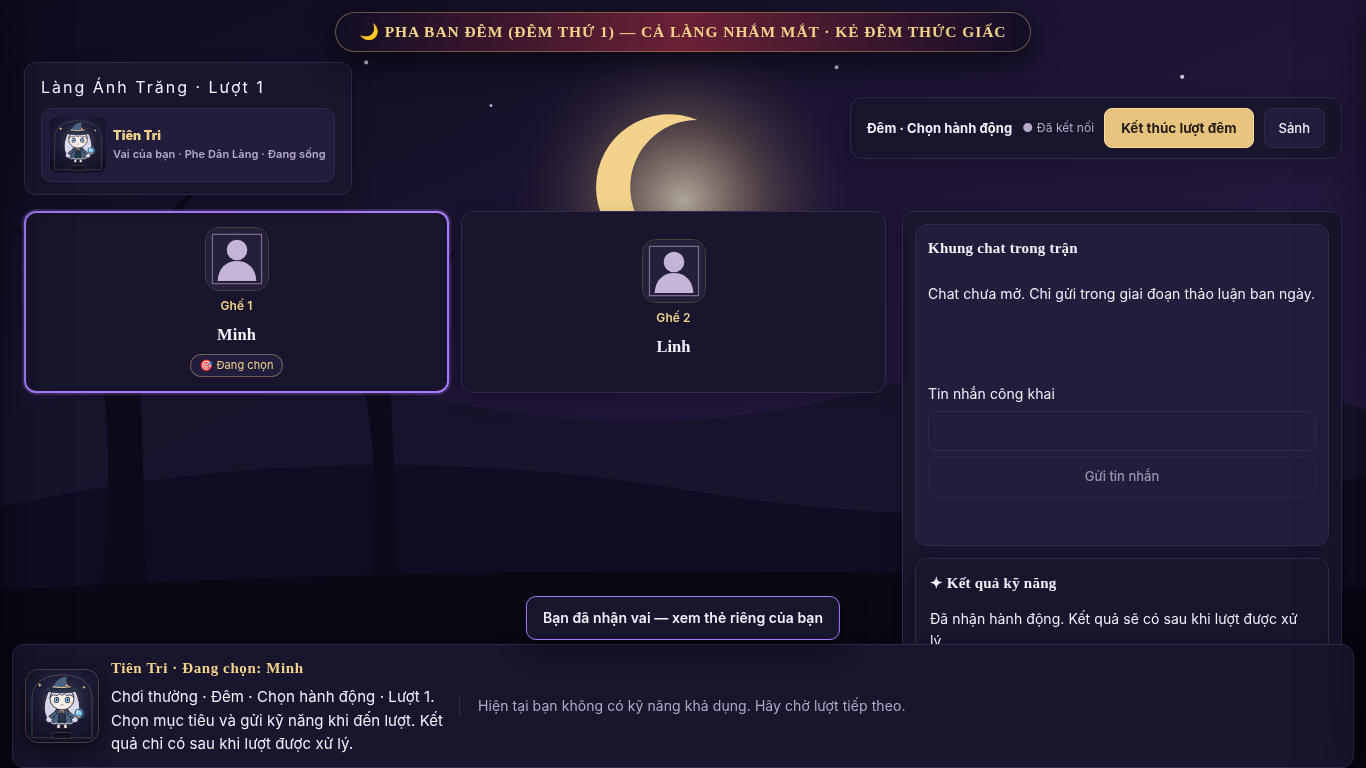 🌙 PHA BAN ĐÊM (ĐÊM THỨ 1) — CẢ LÀNG NHẮM MẮT · KẺ ĐÊM THỨC GIẤC
Làng Ánh Trăng · Lượt 1
Tiên Tri
Vai của bạn · Phe Dân Làng · Đang sống
Đêm · Chọn hành động
Đã kết nối
Kết thúc lượt đêm
Sảnh
Ghế 1
Minh
🎯 Đang chọn
Ghế 2
Linh
Khung chat trong trận
Chat chưa mở. Chỉ gửi trong giai đoạn thảo luận ban ngày.
Tin nhắn công khai
Gửi tin nhắn
✦ Kết quả kỹ năng
Đã nhận hành động. Kết quả sẽ có sau khi lượt được xử
lý.
Bạn đã nhận vai — xem thẻ riêng của bạn
Tiên Tri · Đang chọn: Minh
Chơi thường · Đêm · Chọn hành động · Lượt 1.
Chọn mục tiêu và gửi kỹ năng khi đến lượt. Kết
quả chỉ có sau khi lượt được xử lý.
Hiện tại bạn không có kỹ năng khả dụng. Hãy chờ lượt tiếp theo.